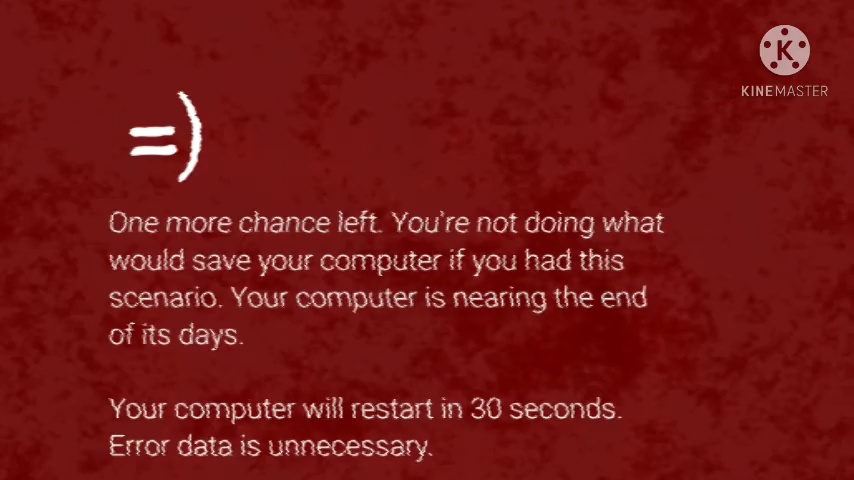 K
KINEMASTER
=)
One more chance left. You're not doing what
would save your computer if you had this
scenario. Your computer is nearing the end
of its days.
Your computer will restart in 30 seconds.
Error data is unnecessary.